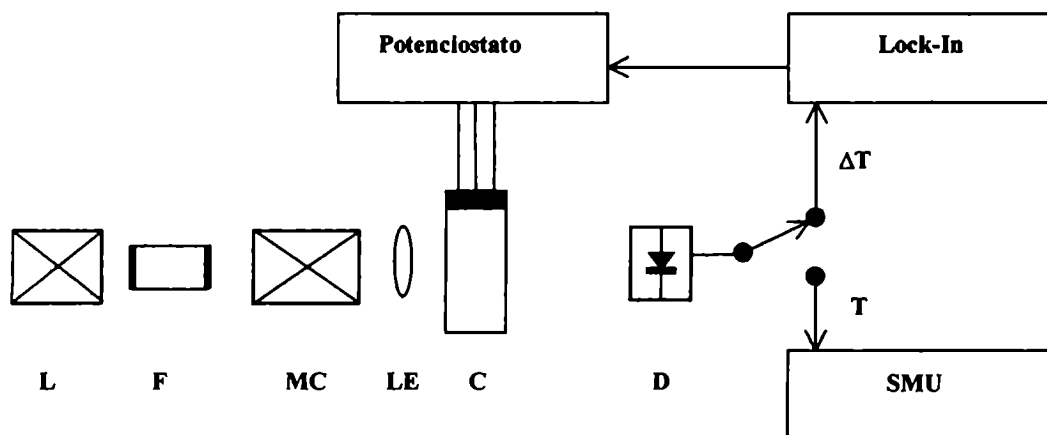 Potenciostato
Lock-In
ΔT
T
L F MC LE C D SMU